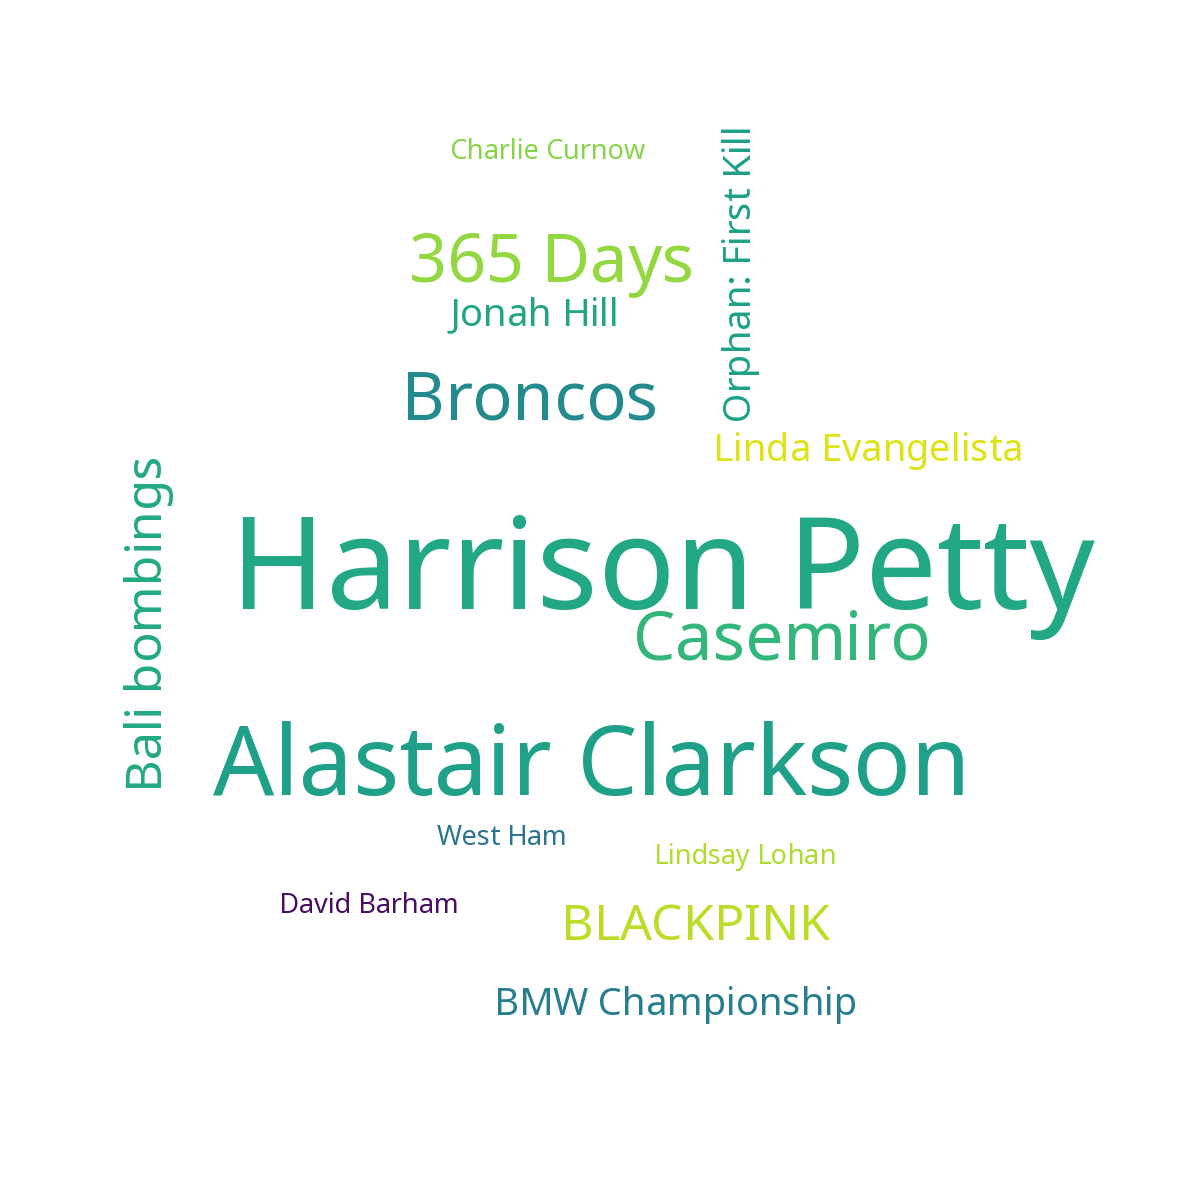 Charlie Curnow
Orphan: First Kill
365 Days
Jonah Hill
Broncos
Linda Evangelista
Bali bombings
Harrison Petty
Casemiro
Alastair Clarkson
West Ham
Lindsay Lohan
David Barham
BLACKPINK
BMW Championship